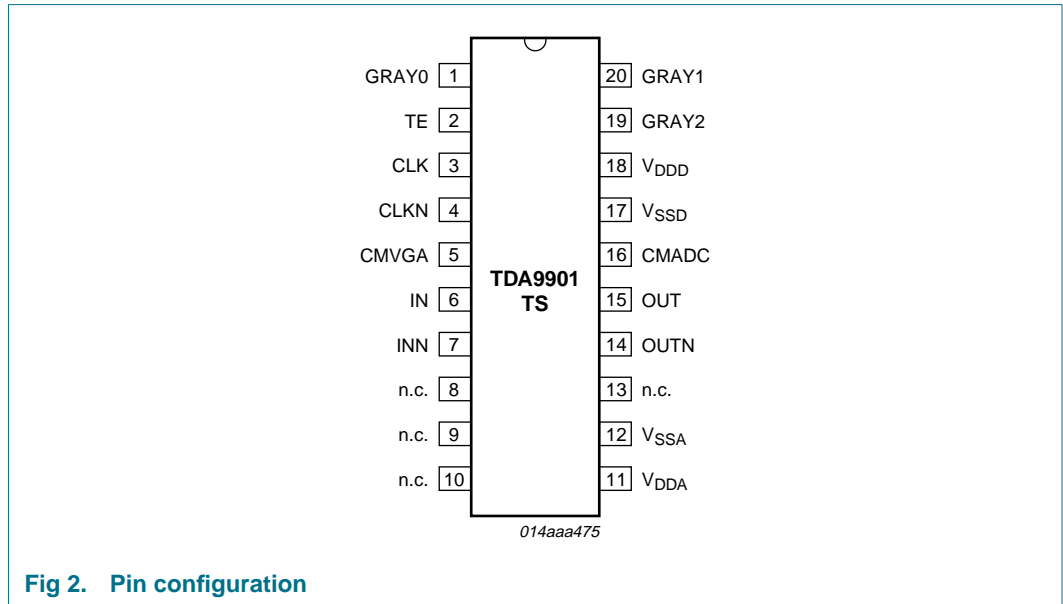 GRAY0 1
TE 2
CLK 3
CLKN 4
CMVGA 5
IN 6
INN 7
n.c. 8
n.c. 9
n.c. 10
TDA9901
TS
20 GRAY1
19 GRAY2
18 VDDD
17 VSSD
16 CMADC
15 OUT
14 OUTN
13 n.c.
12 VSSA
11 VDDA
014aaa475
Fig 2. Pin configuration